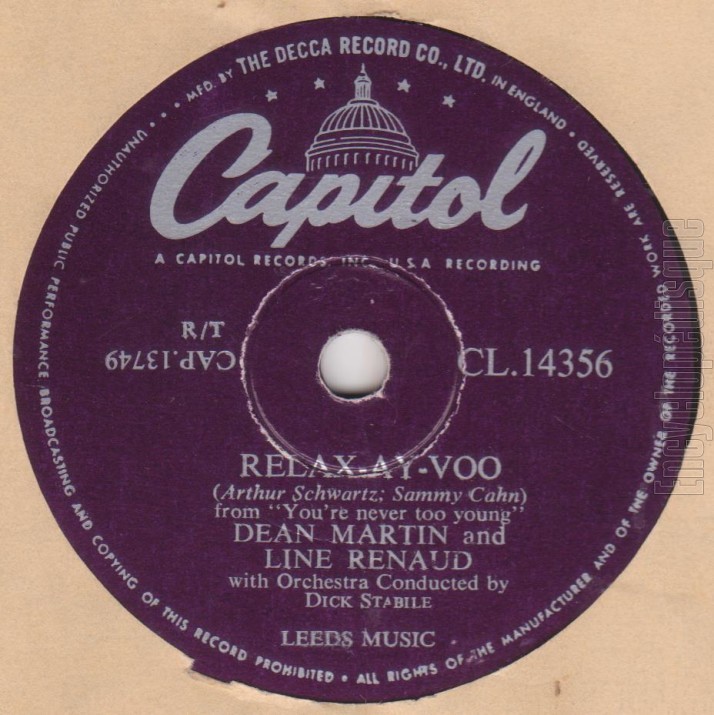 UNAUTHORIZED PUBLIC PERFORMANCE BROADCASTING AND COPYING OF THIS RECORD PROHIBITED • ALL RIGHTS OF THE MANUFACTURER AND OF THE OWNER OF THE RECORDED WORK ARE RESERVED •
MFD. BY THE DECCA RECORD CO., LTD. IN ENGLAND
Capitol
A CAPITOL RECORDS, INC. U.S.A. RECORDING
R/T
CAP.13749
CL.14356
RELAX-AY-VOO
(Arthur Schwartz; Sammy Cahn)
from "You're never too young"
DEAN MARTIN and
LINE RENAUD
with Orchestra Conducted by
DICK STABILE
LEEDS MUSIC
Encyclopédisque